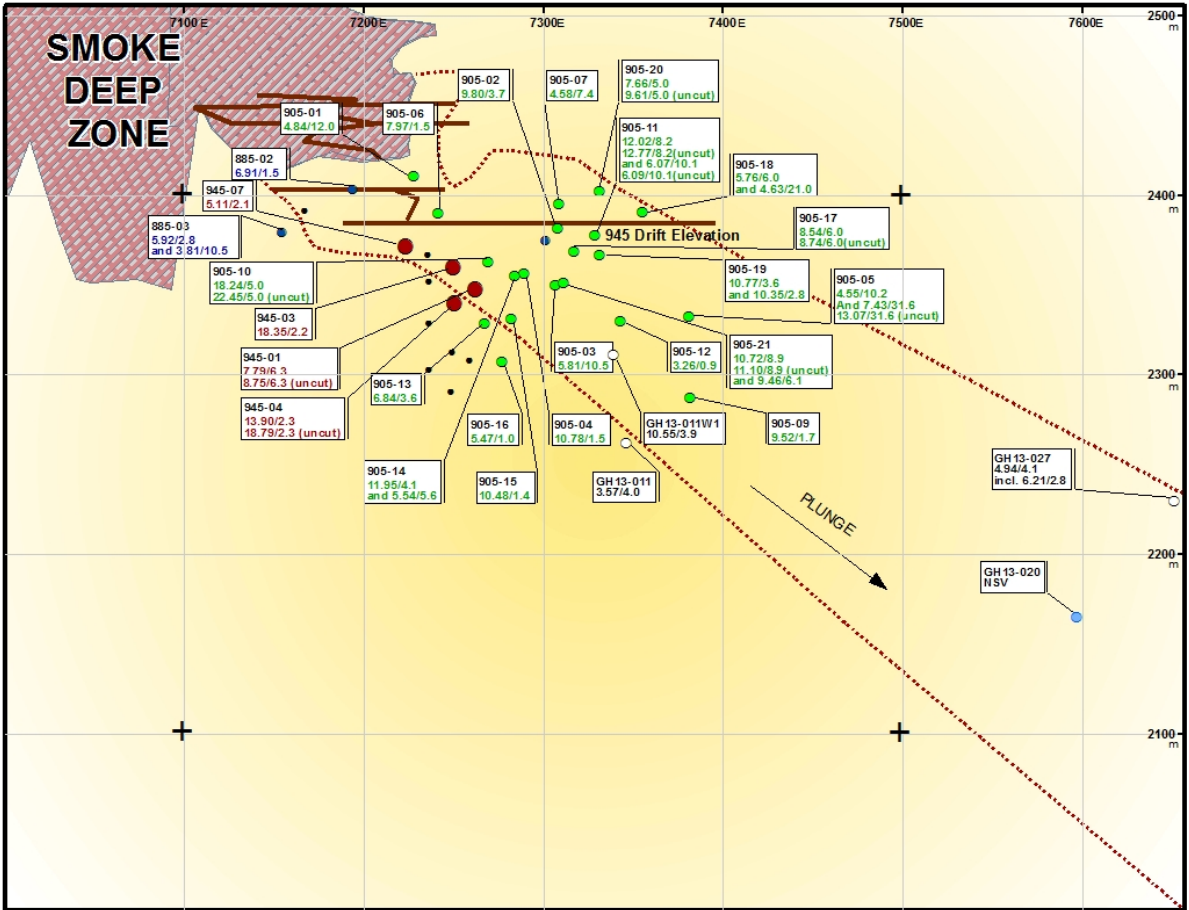 7100 E
7200 E
7300 E
7400 E
7500 E
7600E
2500
m
SMOKE
DEEP
ZONE
905-01
4.84/12.0
905-06
7.97/1.5
905-02
9.80/3.7
905-07
4.58/7.4
905-20
7.66/5.0
9.61/5.0 (uncut)
905-11
12.02/8.2
12.77/8.2(uncut)
and 6.07/10.1
6.09/10.1(uncut)
905-18
5.76/6.0
and 4.63/21.0
885-02
6.91/1.5
945-07
5.11/2.1
2400
m
885-03
5.92/2.8
and 3.81/10.5
905-17
8.54/6.0
8.74/6.0(uncut)
945 Drift Elevation
905-10
18.24/5.0
22.45/5.0 (uncut)
905-19
10.77/3.6
and 10.35/2.8
905-05
4.55/10.2
And 7.43/31.6
13.07/31.6 (uncut)
945-03
18.35/2.2
945-01
7.79/6.3
8.75/6.3 (uncut)
905-03
5.81/10.5
905-12
3.26/0.9
905-21
10.72/8.9
11.10/8.9 (uncut)
and 9.46/6.1
2300
m
905-13
6.84/3.6
945-04
13.90/2.3
18.79/2.3 (uncut)
905-16
5.47/1.0
905-04
10.78/1.5
GH13-011W1
10.55/3.9
905-09
9.52/1.7
905-14
11.95/4.1
and 5.54/5.6
905-15
10.48/1.4
GH13-011
3.57/4.0
GH13-027
4.94/4.1
incl. 6.21/2.8
PLUNGE
2200
m
GH13-020
NSV
2100
m